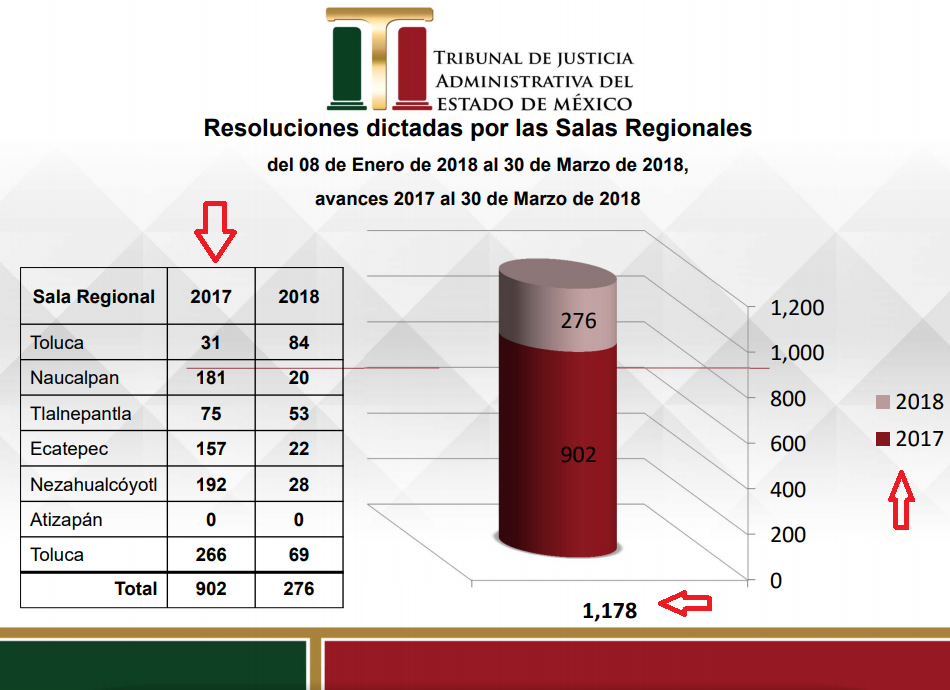 TRIBUNAL DE JUSTICIA
ADMINISTRATIVA DEL
ESTADO DE MÉXICO
Resoluciones dictadas por las Salas Regionales
del 08 de Enero de 2018 al 30 de Marzo de 2018,
avances 2017 al 30 de Marzo de 2018
Sala Regional 2017 2018
Toluca 31 84
Naucalpan 181 20
Tlalnepantla 75 53
Ecatepec 157 22
Nezahualcóyotl 192 28
Atizapán 0 0
Toluca 266 69
Total 902 276
276
902
1,200
1,000
800
600
400
200
0
1,178
2018
2017